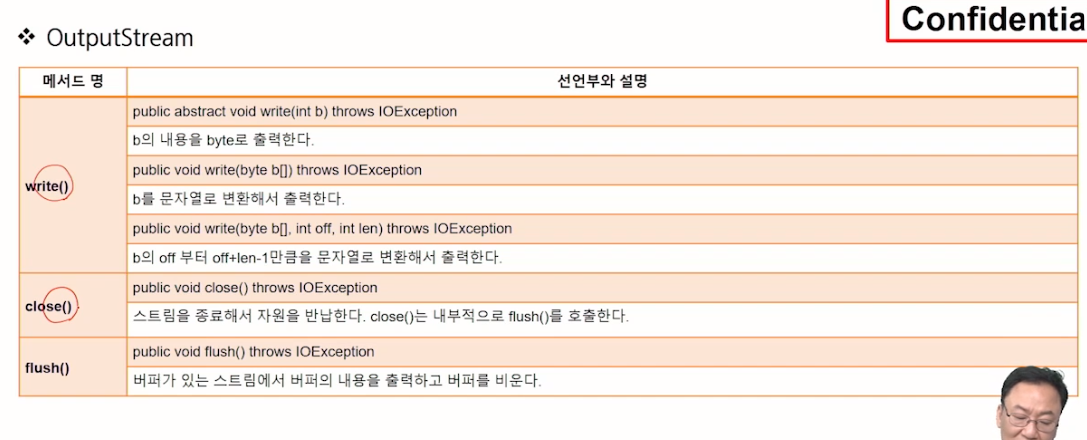 Confidentia
❖ OutputStream
메서드 명
선언부와 설명
write()
public abstract void write(int b) throws IOException
b의 내용을 byte로 출력한다.
public void write(byte b[]) throws IOException
b를 문자열로 변환해서 출력한다.
public void write(byte b[], int off, int len) throws IOException
b의 off 부터 off+len-1만큼을 문자열로 변환해서 출력한다.
close()
public void close() throws IOException
스트림을 종료해서 자원을 반납한다. close()는 내부적으로 flush()를 호출한다.
flush()
public void flush() throws IOException
버퍼가 있는 스트림에서 버퍼의 내용을 출력하고 버퍼를 비운다.